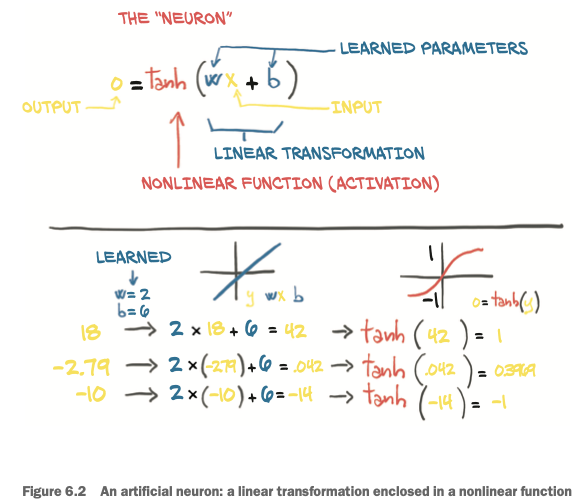 THE "NEURON"
LEARNED PARAMETERS
o = tanh (wx + b)
OUTPUT
INPUT
LINEAR TRANSFORMATION
NONLINEAR FUNCTION (ACTIVATION)
LEARNED
w=2
b=6
y wx b
1
-1
o=tanh(y)
18 → 2 × 18 + 6 = 42 → tanh ( 42 ) = 1
-2.79 → 2 ×(-2.79)+ 6 = .042 → tanh (.042 ) = 0.3969
-10 → 2 ×(-10)+ 6=-14 → tanh (-14 ) = -1
Figure 6.2 An artificial neuron: a linear transformation enclosed in a nonlinear function